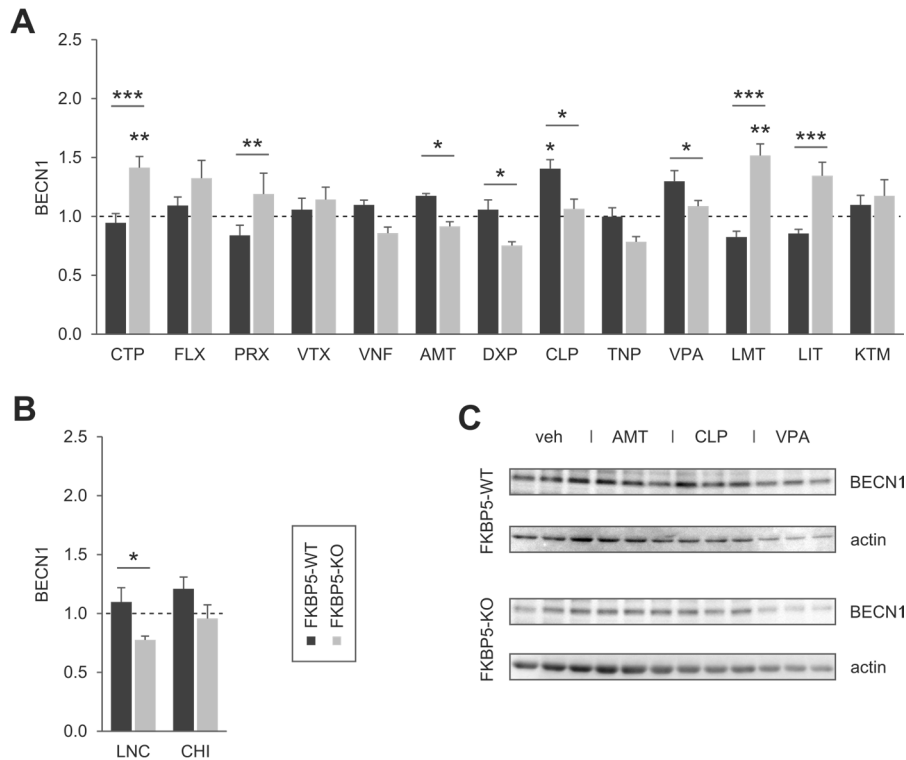 A
2.5
2.0
1.5
1.0
0.5
0.0
BECN1
*** ** ** * * * * * *** ** ***
CTP FLX PRX VTX VNF AMT DXP CLP TNP VPA LMT LIT KTM
B
2.5
2.0
1.5
1.0
0.5
0.0
BECN1
*
LNC CHI
FKBP5-WT
FKBP5-KO
C
veh | AMT | CLP | VPA
FKBP5-WT
BECN1
actin
FKBP5-KO
BECN1
actin